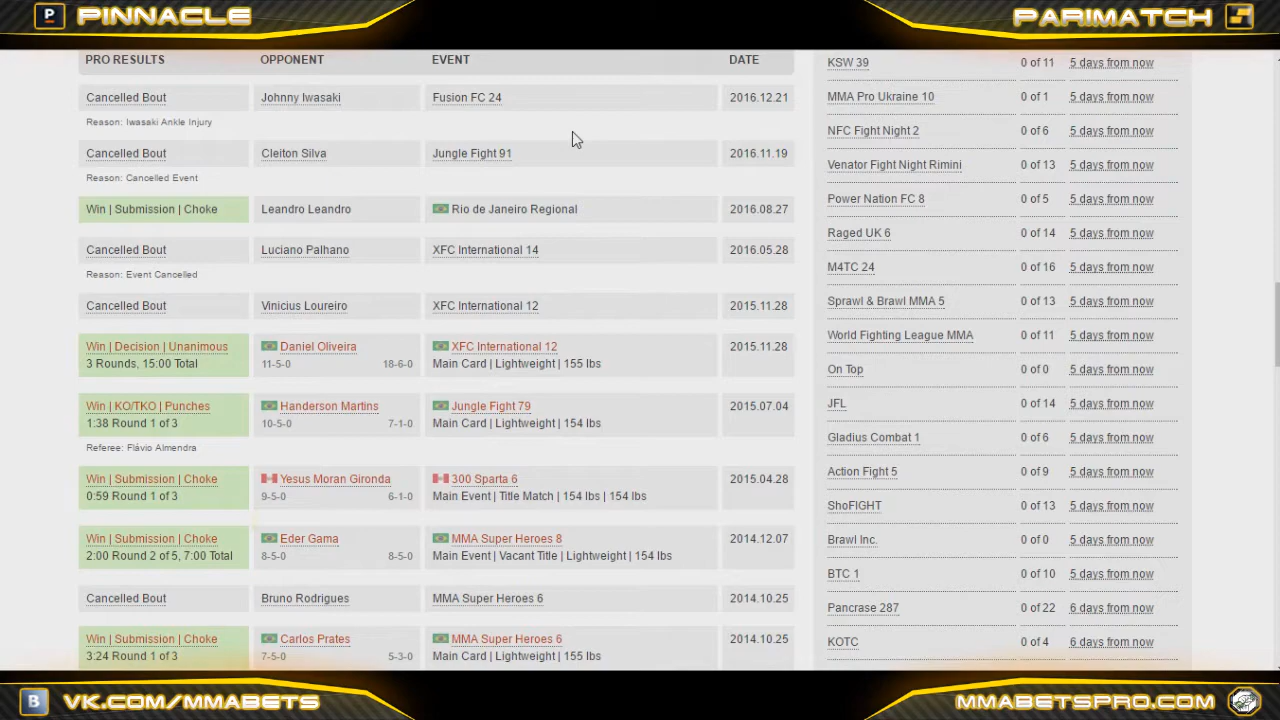 PINNACLE
PARIMATCH
PRO RESULTS OPPONENT EVENT DATE
Cancelled Bout Johnny Iwasaki Fusion FC 24 2016.12.21
Reason: Iwasaki Ankle Injury
Cancelled Bout Cleiton Silva Jungle Fight 91 2016.11.19
Reason: Cancelled Event
Win | Submission | Choke Leandro Leandro Rio de Janeiro Regional 2016.08.27
Cancelled Bout Luciano Palhano XFC International 14 2016.05.28
Reason: Event Cancelled
Cancelled Bout Vinicius Loureiro XFC International 12 2015.11.28
Win | Decision | Unanimous Daniel Oliveira XFC International 12 2015.11.28
3 Rounds, 15:00 Total 11-5-0 18-6-0 Main Card | Lightweight | 155 lbs
Win | KO/TKO | Punches Handerson Martins Jungle Fight 79 2015.07.04
1:38 Round 1 of 3 10-5-0 7-1-0 Main Card | Lightweight | 154 lbs
Referee: Flávio Almendra
Win | Submission | Choke Yesus Moran Gironda 300 Sparta 6 2015.04.28
0:59 Round 1 of 3 9-5-0 6-1-0 Main Event | Title Match | 154 lbs | 154 lbs
Win | Submission | Choke Eder Gama MMA Super Heroes 8 2014.12.07
2:00 Round 2 of 5, 7:00 Total 8-5-0 8-5-0 Main Event | Vacant Title | Lightweight | 154 lbs
Cancelled Bout Bruno Rodrigues MMA Super Heroes 6 2014.10.25
Win | Submission | Choke Carlos Prates MMA Super Heroes 6 2014.10.25
3:24 Round 1 of 3 7-5-0 5-3-0 Main Card | Lightweight | 155 lbs
KSW 39 0 of 11 5 days from now
MMA Pro Ukraine 10 0 of 1 5 days from now
NFC Fight Night 2 0 of 6 5 days from now
Venator Fight Night Rimini 0 of 13 5 days from now
Power Nation FC 8 0 of 5 5 days from now
Raged UK 6 0 of 14 5 days from now
M4TC 24 0 of 16 5 days from now
Sprawl & Brawl MMA 5 0 of 13 5 days from now
World Fighting League MMA 0 of 11 5 days from now
On Top 0 of 0 5 days from now
JFL 0 of 14 5 days from now
Gladius Combat 1 0 of 6 5 days from now
Action Fight 5 0 of 9 5 days from now
ShoFIGHT 0 of 13 5 days from now
Brawl Inc. 0 of 0 5 days from now
BTC 1 0 of 10 5 days from now
Pancrase 287 0 of 22 6 days from now
KOTC 0 of 4 6 days from now
VK.COM/MMABETS
MMABETSPRO.COM